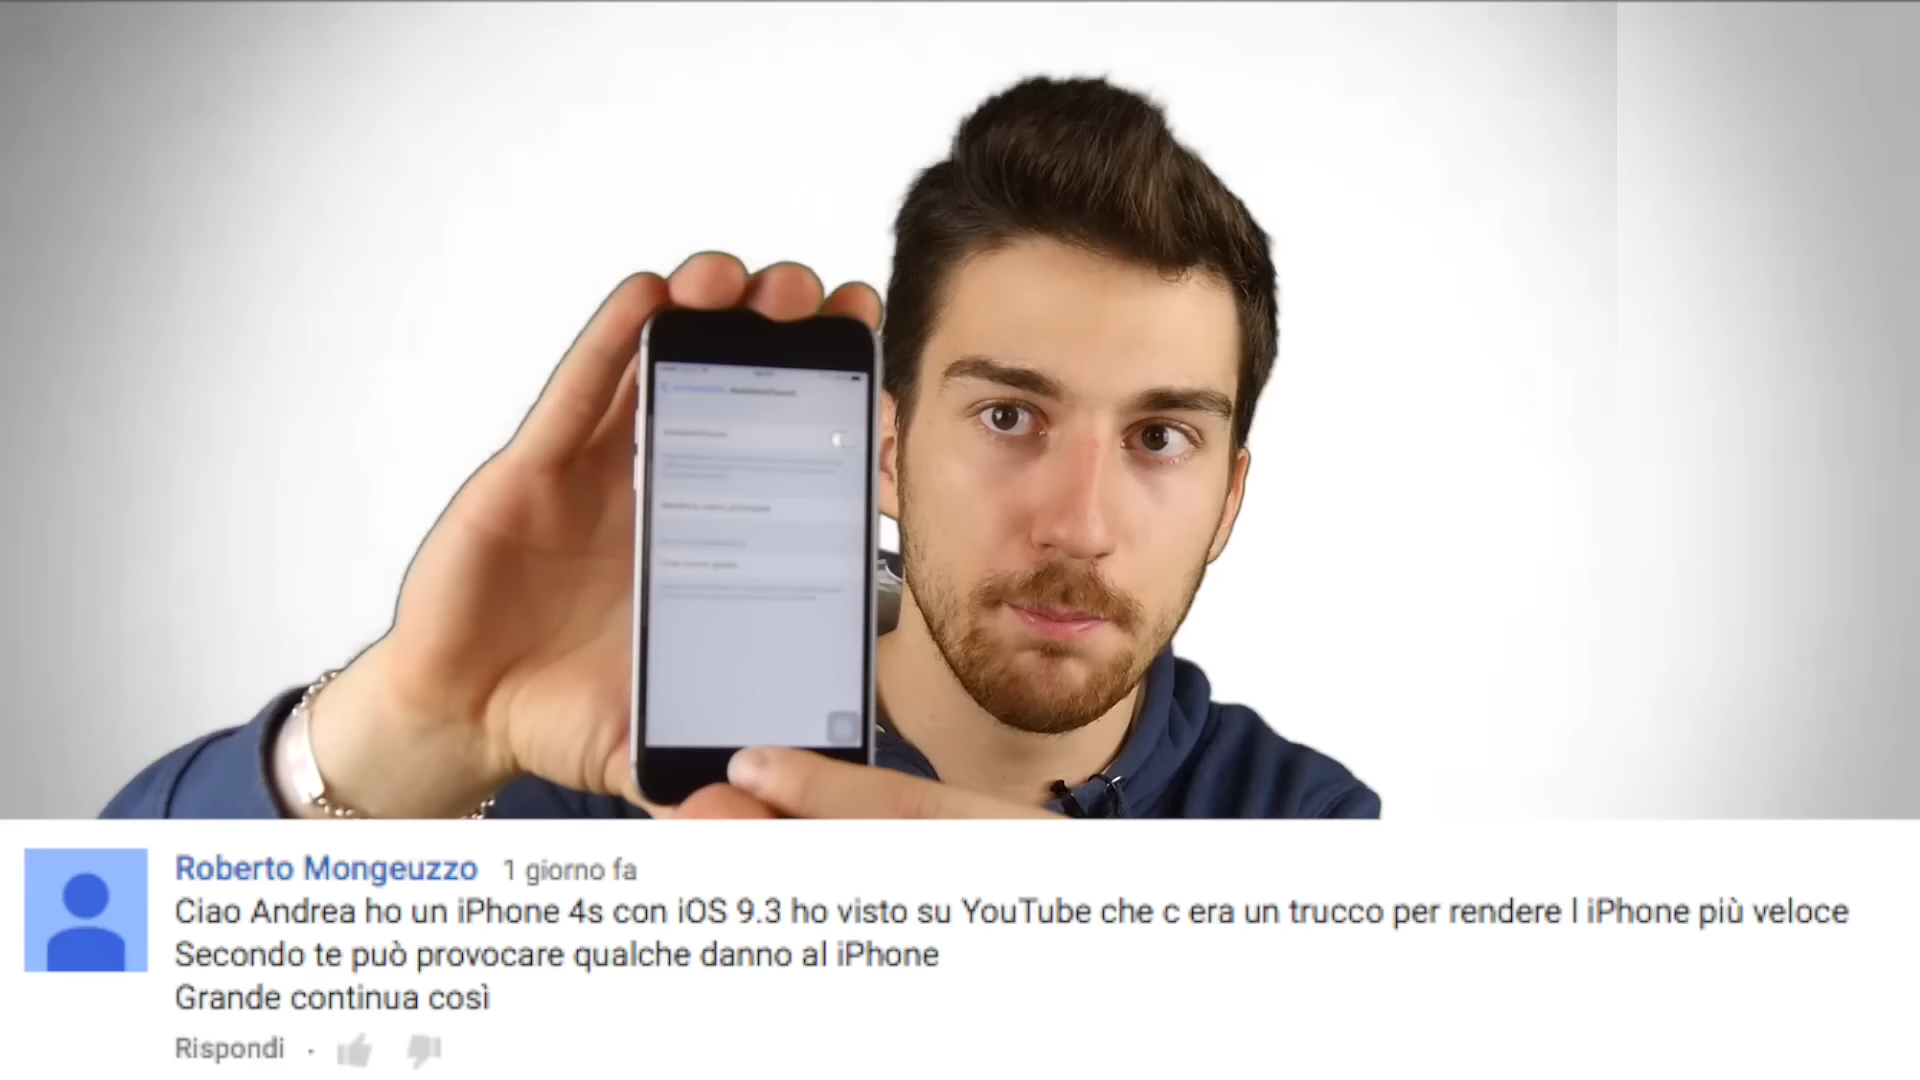 Roberto Mongeuzzo 1 giorno fa
Ciao Andrea ho un iPhone 4s con iOS 9.3 ho visto su YouTube che c era un trucco per rendere l iPhone più veloce
Secondo te può provocare qualche danno al iPhone
Grande continua così
Rispondi ·